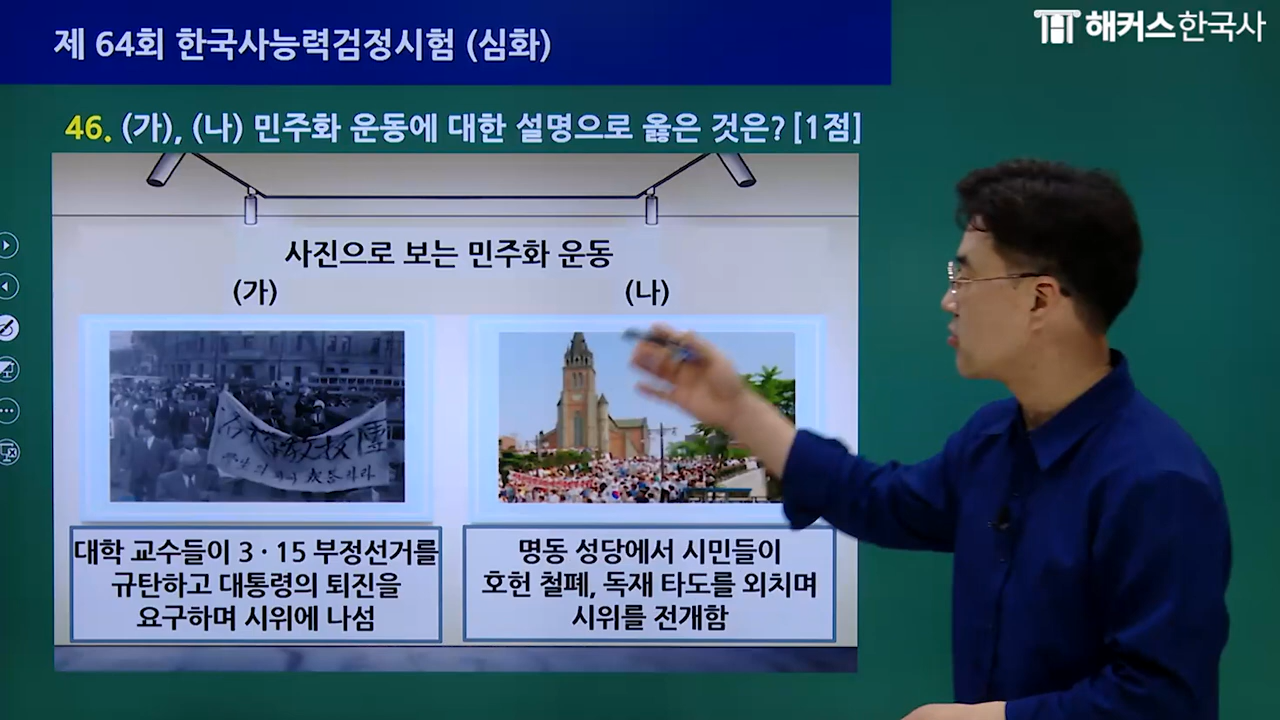 제 64회 한국사능력검정시험 (심화)
해커스한국사
46. (가), (나) 민주화 운동에 대한 설명으로 옳은 것은? [1점]
사진으로 보는 민주화 운동
(가)
(나)
대학 교수들이 3 · 15 부정선거를
규탄하고 대통령의 퇴진을
요구하며 시위에 나섬
명동 성당에서 시민들이
호헌 철폐, 독재 타도를 외치며
시위를 전개함